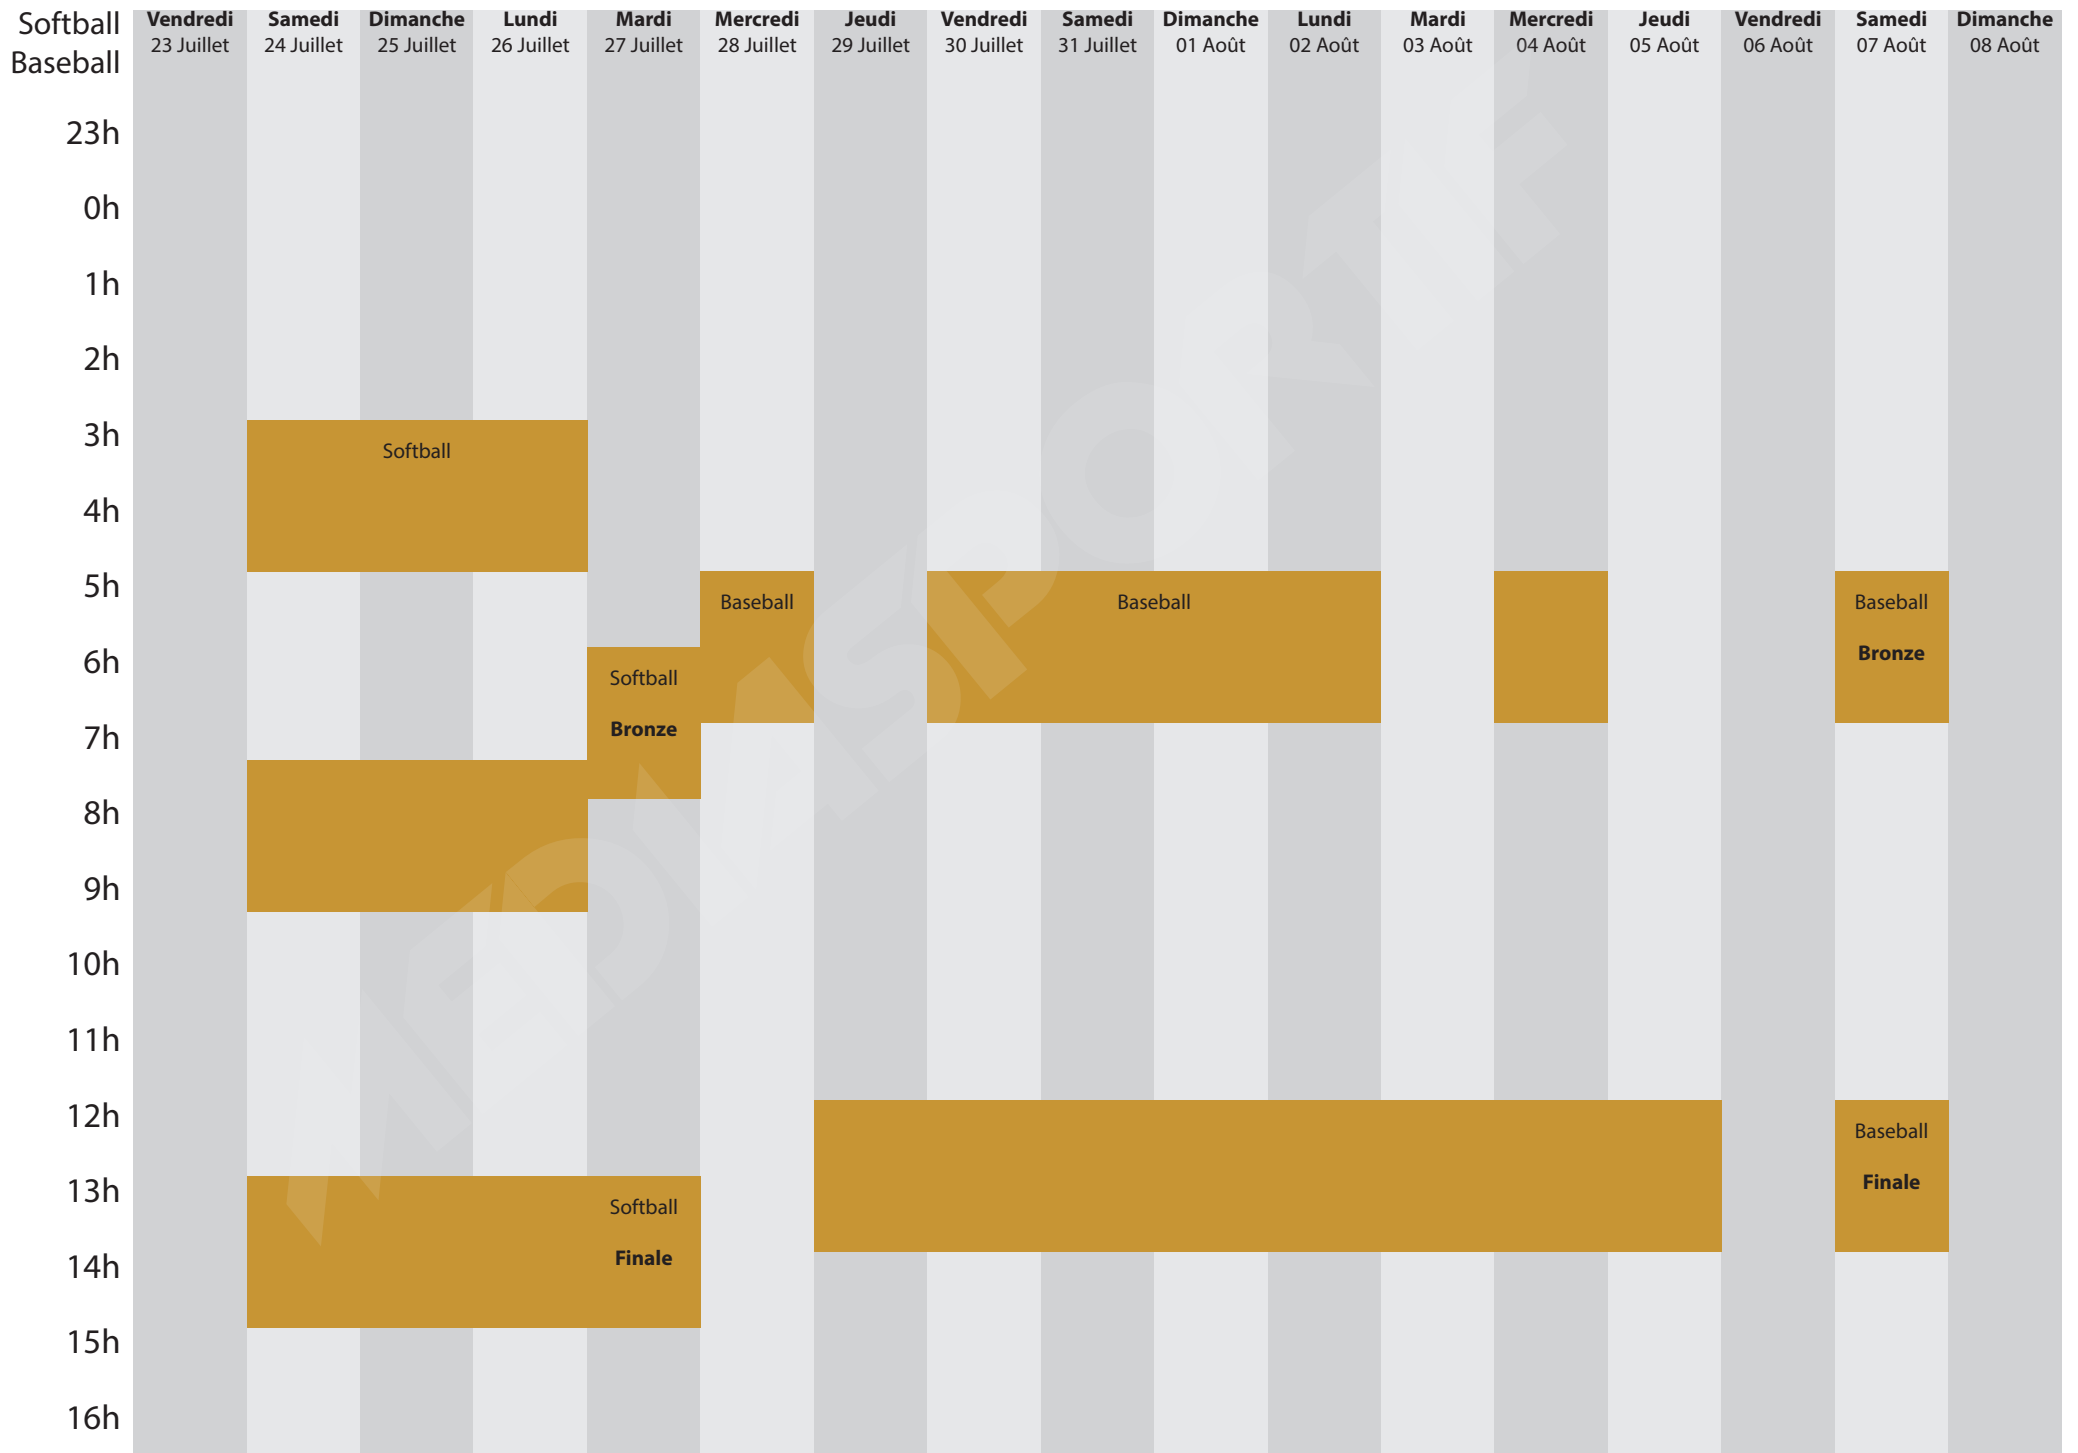 Softball
Baseball
Vendredi Samedi Dimanche Lundi Mardi Mercredi Jeudi Vendredi Samedi Dimanche Lundi Mardi Mercredi Jeudi Vendredi Samedi Dimanche
23 Juillet 24 Juillet 25 Juillet 26 Juillet 27 Juillet 28 Juillet 29 Juillet 30 Juillet 31 Juillet 01 Août 02 Août 03 Août 04 Août 05 Août 06 Août 07 Août 08 Août
23h
0h
1h
2h
3h
Softball
4h
5h
Baseball Baseball Baseball
6h
Bronze
Softball
Bronze
7h
8h
9h
10h
11h
12h
Baseball
13h
Finale
Softball
Finale
14h
15h
16h
MEDIASPORTIF